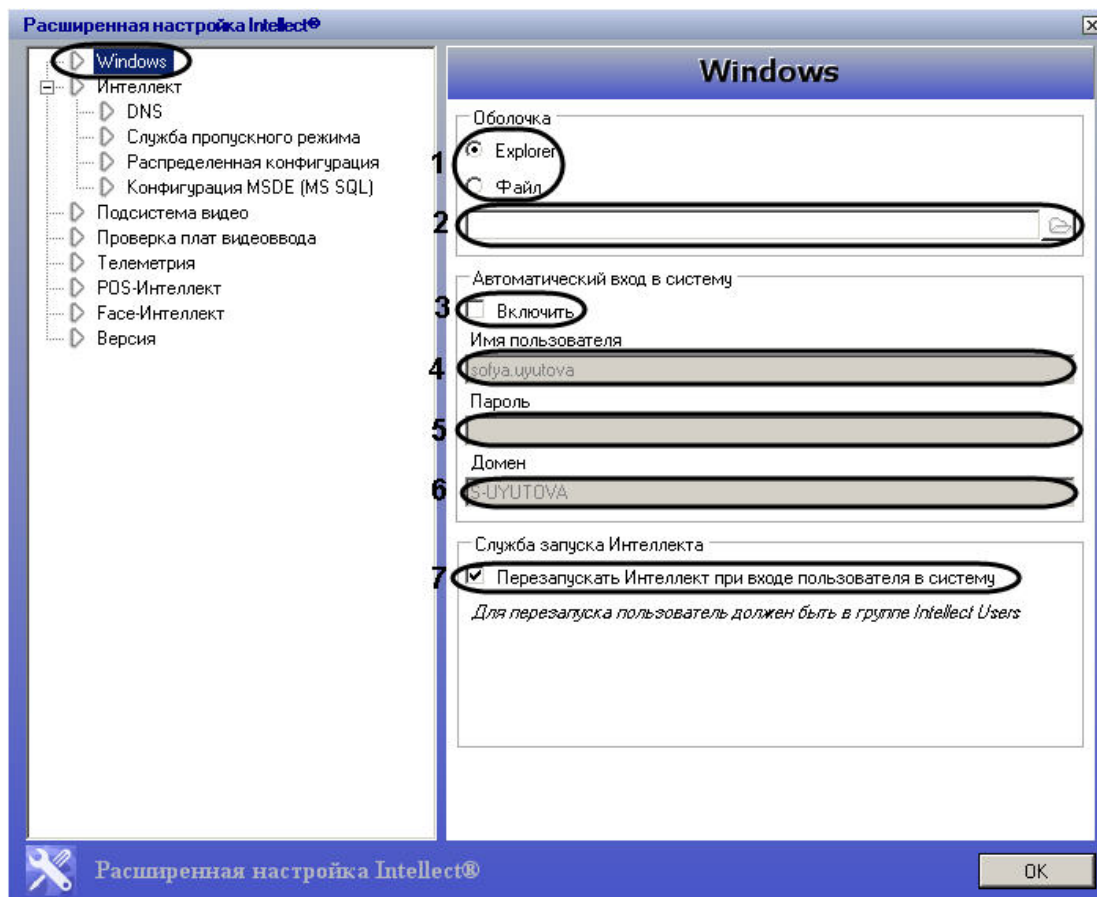 Расширенная настройка Intellect®
Windows
Интеллект
DNS
Служба пропускного режима
Распределенная конфигурация
Конфигурация MSDE (MS SQL)
Подсистема видео
Проверка плат видеоввода
Телеметрия
POS-Интеллект
Face-Интеллект
Версия
Windows
Оболочка
1 Explorer
Файл
2
Автоматический вход в систему
3 Включить
Имя пользователя
4 sofya.uyutova
Пароль
5
Домен
6 S-UYUTOVA
Служба запуска Интеллекта
7 Перезапускать Интеллект при входе пользователя в систему
Для перезапуска пользователь должен быть в группе Intellect Users
Расширенная настройка Intellect®
OK